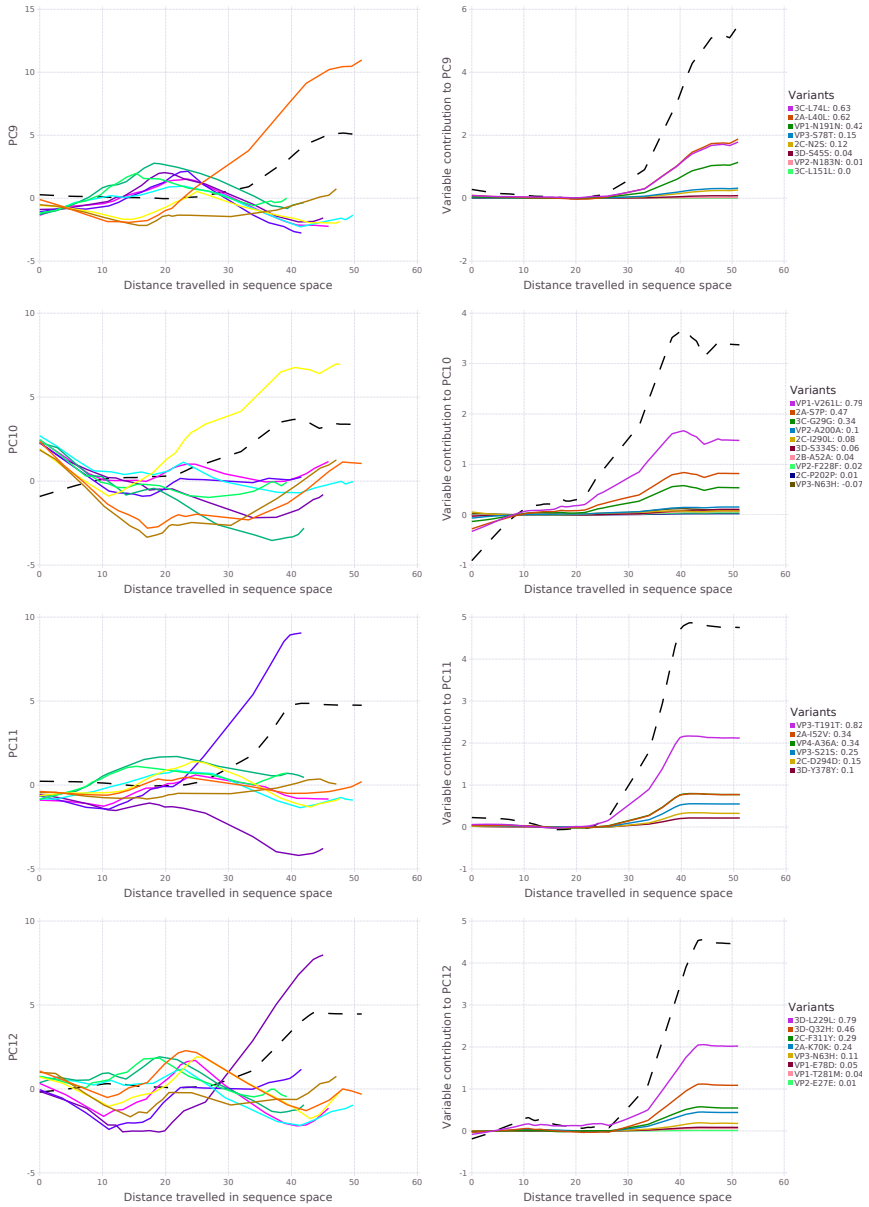 15
10
5
0
-5
PC9
0
10
20
30
40
50
60
Distance travelled in sequence space
6
4
2
0
-2
Variable contribution to PC9
0
10
20
30
40
50
60
Distance travelled in sequence space
Variants
3C-L74L: 0.63
2A-L40L: 0.62
VP1-N191N: 0.42
VP3-S78T: 0.15
2C-N2S: 0.12
3D-S45S: 0.04
VP2-N183N: 0.01
3C-L151L: 0.0
10
5
0
-5
PC10
0
10
20
30
40
50
60
Distance travelled in sequence space
4
3
2
1
0
-1
Variable contribution to PC10
0
10
20
30
40
50
60
Distance travelled in sequence space
Variants
VP1-V261L: 0.79
2A-S7P: 0.47
3C-G29G: 0.34
VP2-A200A: 0.1
2C-I290L: 0.08
3D-S334S: 0.06
2B-A52A: 0.04
VP2-F228F: 0.02
2C-P202P: 0.01
VP3-N63H: -0.07
10
5
0
-5
PC11
0
10
20
30
40
50
60
Distance travelled in sequence space
5
4
3
2
1
0
-1
Variable contribution to PC11
0
10
20
30
40
50
60
Distance travelled in sequence space
Variants
VP3-T191T: 0.82
2A-I52V: 0.34
VP4-A36A: 0.34
VP3-S21S: 0.25
2C-D294D: 0.15
3D-Y378Y: 0.1
10
5
0
-5
PC12
0
10
20
30
40
50
60
Distance travelled in sequence space
5
4
3
2
1
0
-1
Variable contribution to PC12
0
10
20
30
40
50
60
Distance travelled in sequence space
Variants
3D-L229L: 0.79
3D-Q32H: 0.46
2C-F311Y: 0.29
2A-K70K: 0.24
VP3-N63H: 0.11
VP1-E78D: 0.05
VP1-T281M: 0.04
VP2-E27E: 0.01